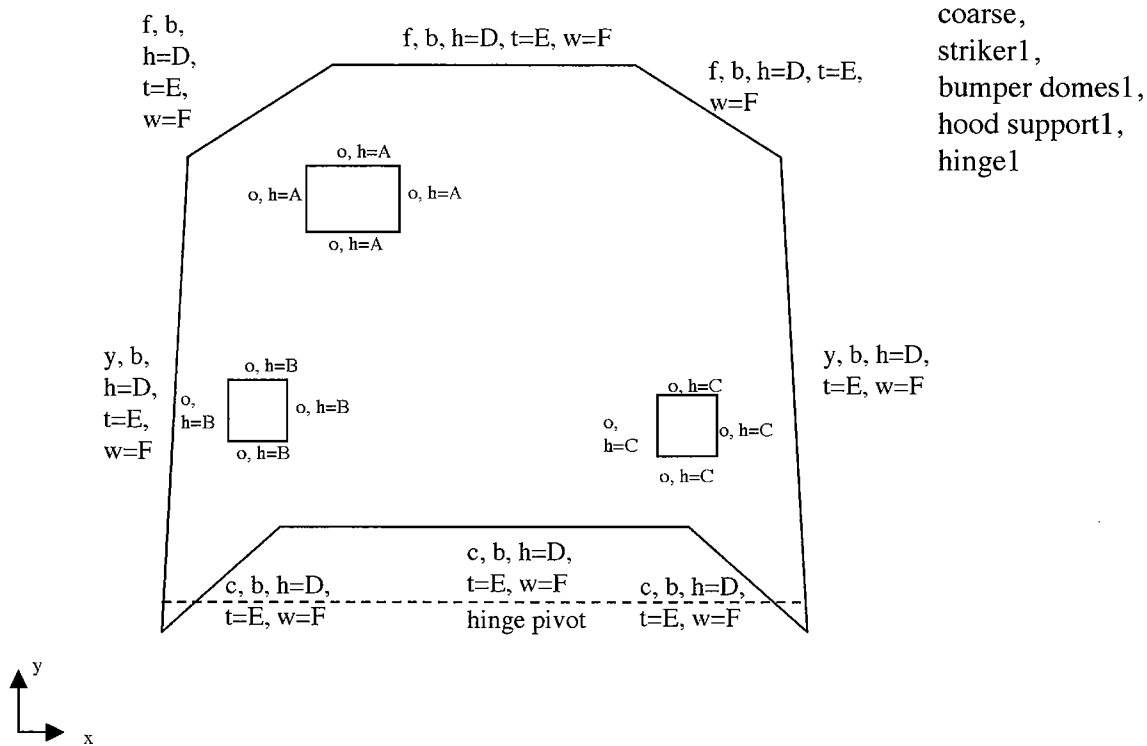 f, b,
h=D,
t=E,
w=F
f, b, h=D, t=E, w=F
f, b, h=D, t=E,
w=F
coarse,
striker1,
bumper domes1,
hood support1,
hinge1
o, h=A
o, h=A
o, h=A
o, h=A
y, b,
h=D,
t=E,
w=F
o, h=B
o,
h=B
o, h=B
o, h=B
o, h=C
o,
h=C
o, h=C
o, h=C
y, b, h=D,
t=E, w=F
c, b, h=D,
t=E, w=F
c, b, h=D,
t=E, w=F
hinge pivot
c, b, h=D,
t=E, w=F
y
x